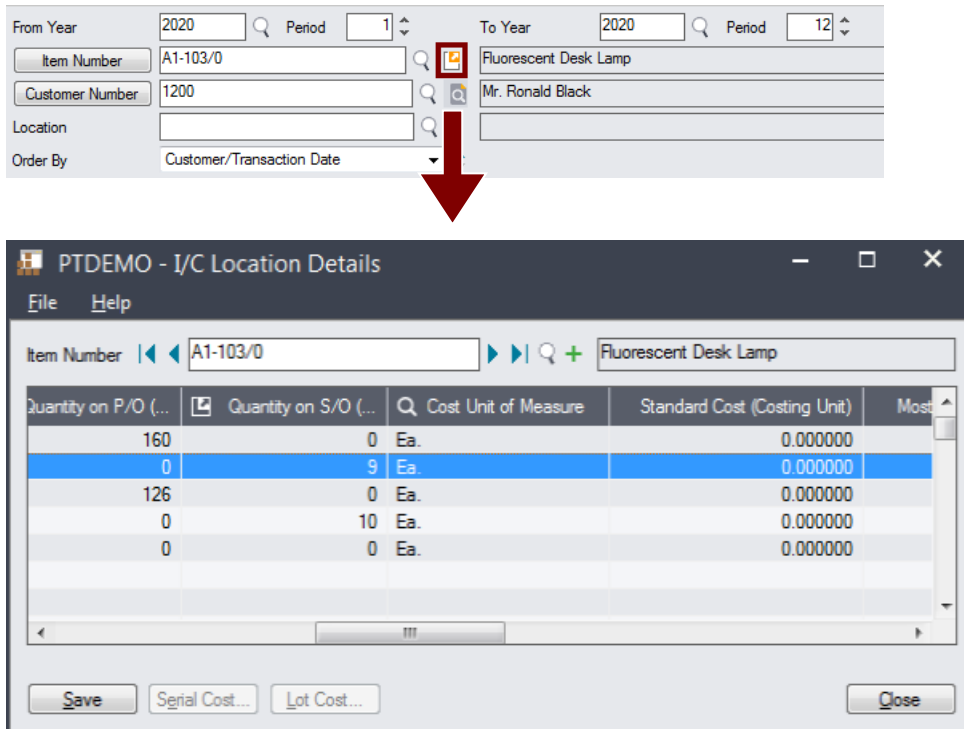 From Year 2020 Period 1 To Year 2020 Period 12
Item Number A1-103/0 Fluorescent Desk Lamp
Customer Number 1200 Mr. Ronald Black
Location
Order By Customer/Transaction Date
PTDEMO - I/C Location Details
File Help
Item Number A1-103/0 Fluorescent Desk Lamp
Quantity on P/O (... Quantity on S/O (... Cost Unit of Measure Standard Cost (Costing Unit) Most
160 0 Ea. 0.000000
0 9 Ea. 0.000000
126 0 Ea. 0.000000
0 10 Ea. 0.000000
0 0 Ea. 0.000000
Save Serial Cost... Lot Cost... Close